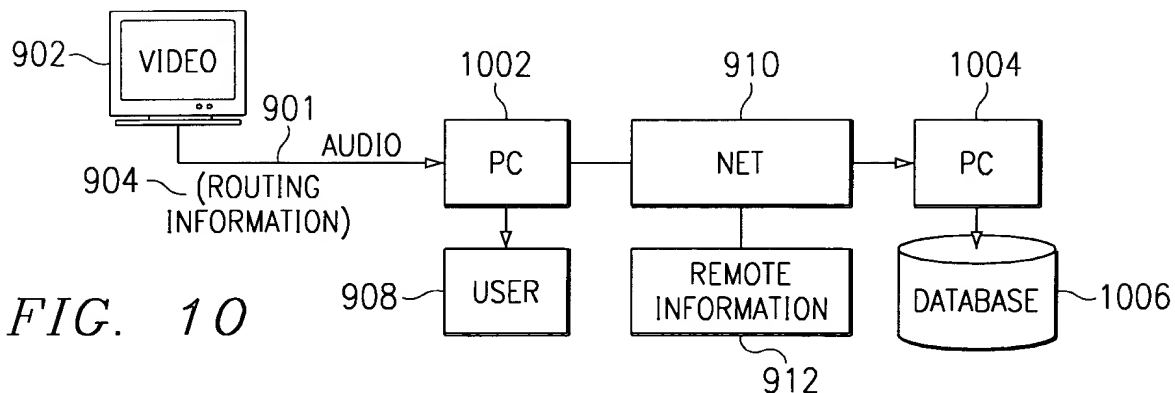 902
VIDEO
901
AUDIO
904
(ROUTING
INFORMATION)
1002
PC
910
NET
1004
PC
908
USER
REMOTE
INFORMATION
912
DATABASE
1006
FIG. 10